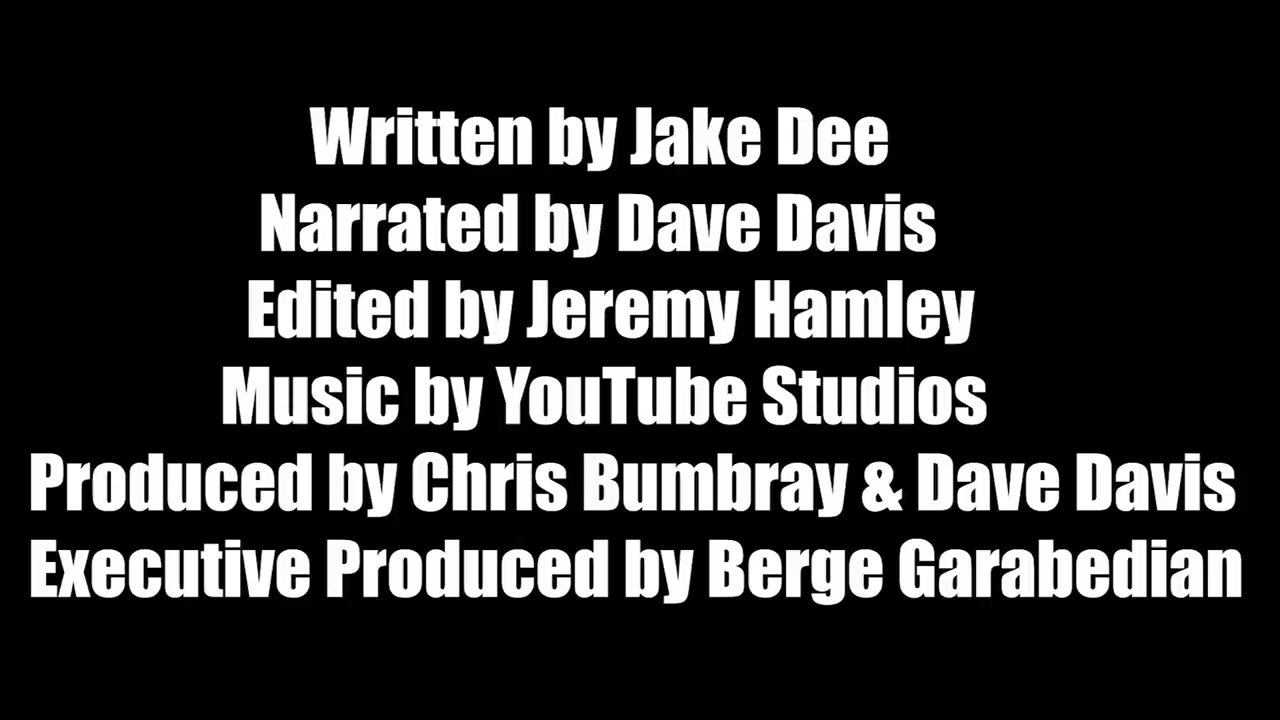 Written by Jake Dee
Narrated by Dave Davis
Edited by Jeremy Hamley
Music by YouTube Studios
Produced by Chris Bumbray & Dave Davis
Executive Produced by Berge Garabedian